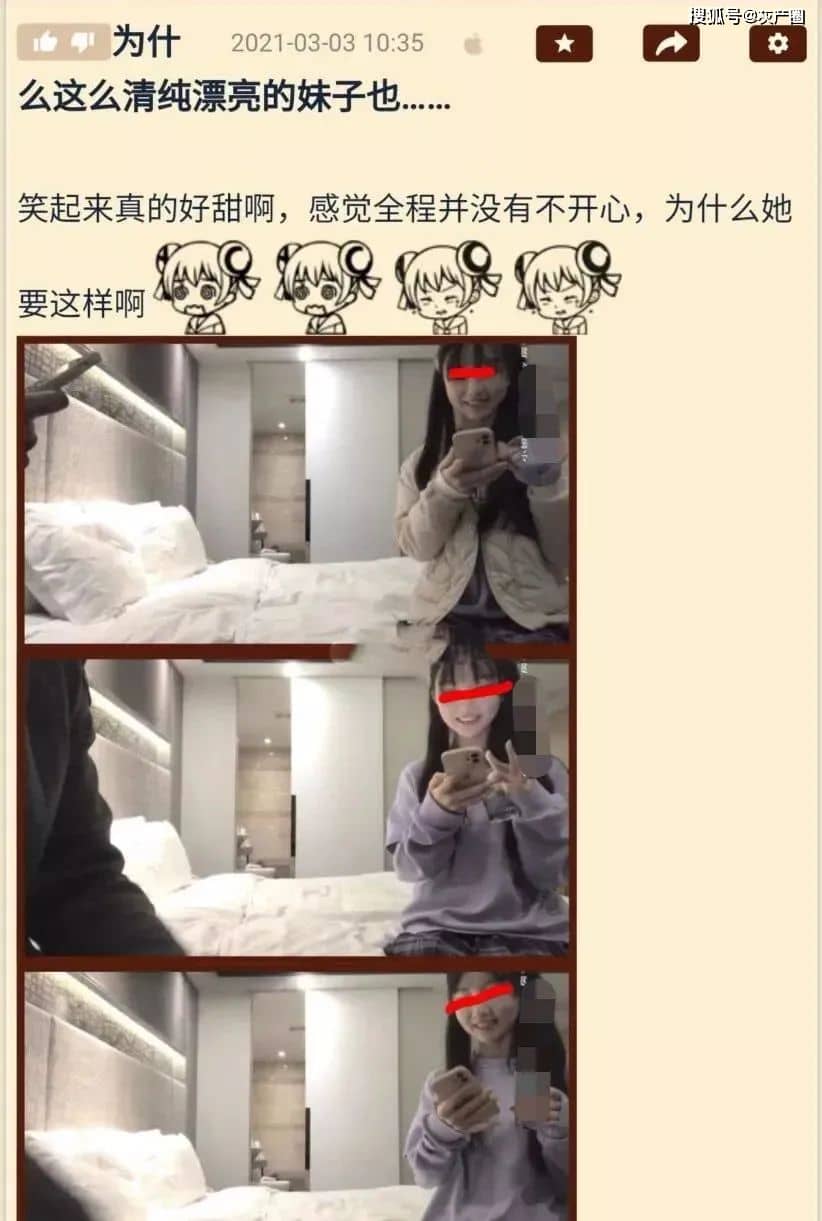 搜狐号@灰产圈
为什 2021-03-03 10:35
么这么清纯漂亮的妹子也……
笑起来真的好甜啊，感觉全程并没有不开心，为什么她
要这样啊